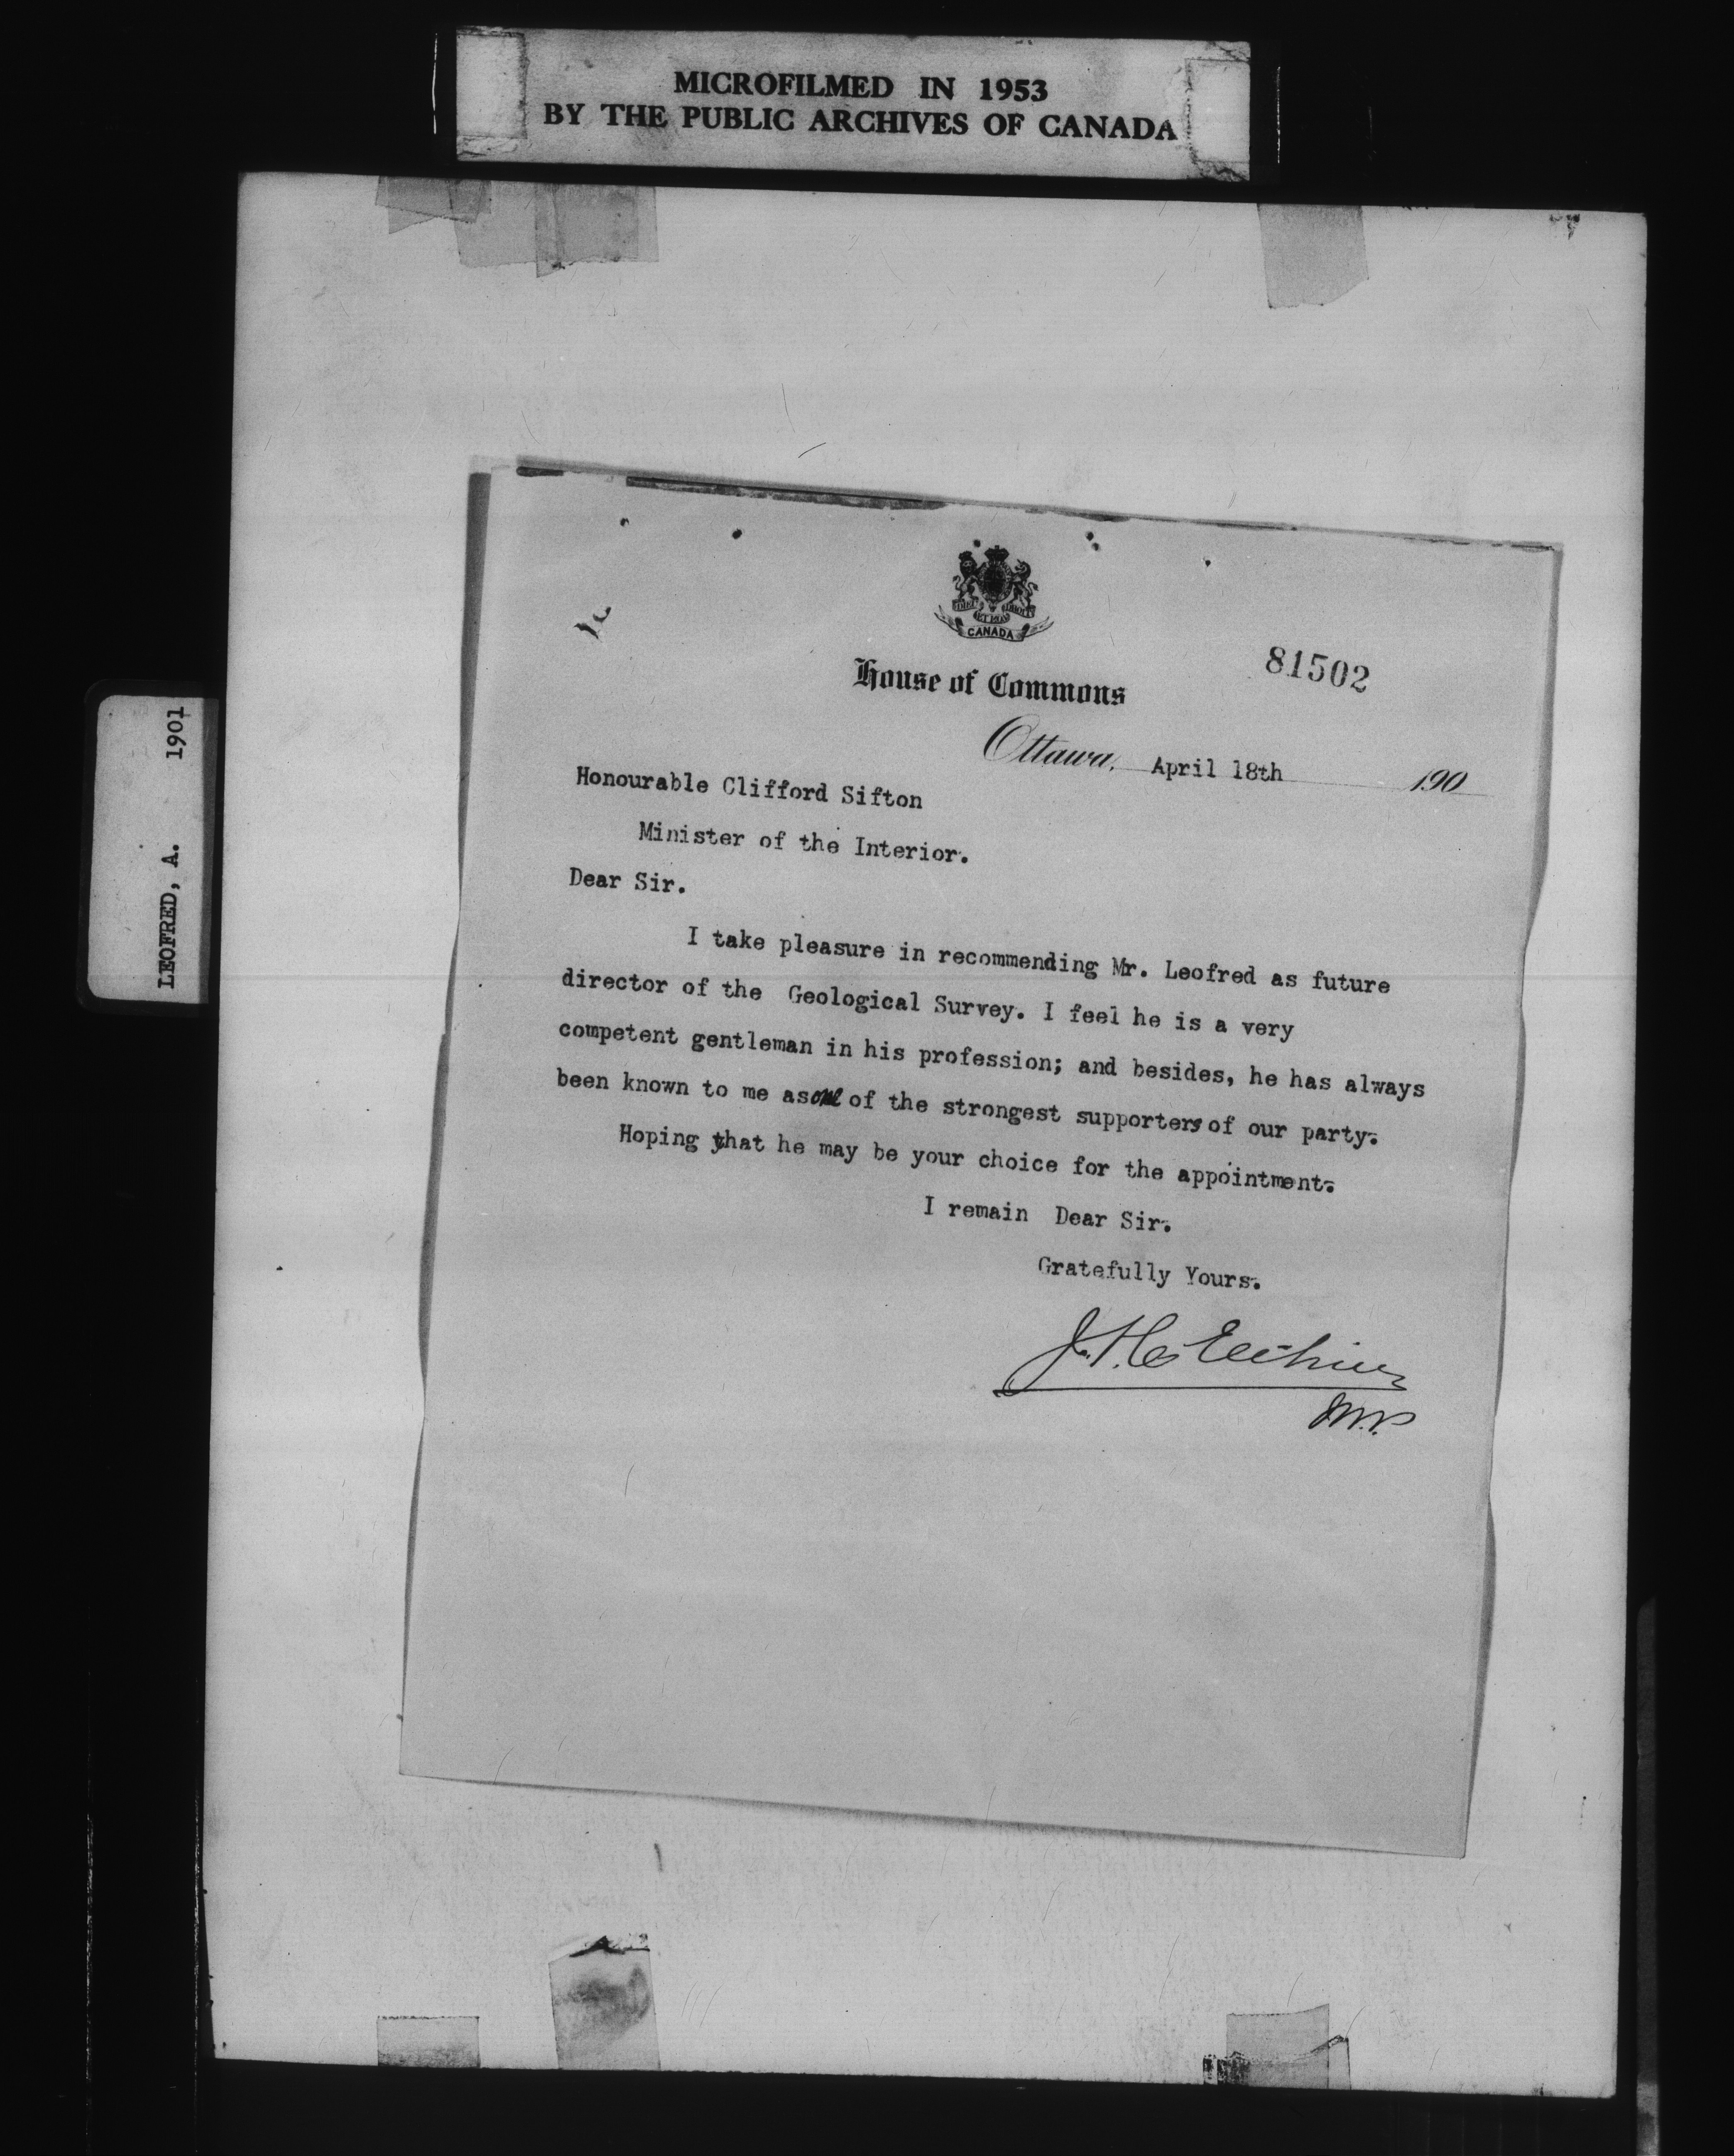 MICROFILMED IN 1953
BY THE PUBLIC ARCHIVES OF CANADA
LEOFRED, A. 1901
DIEU ET MON DROIT
CANADA
81502
House of Commons
Ottawa, April 18th 190
Honourable Clifford Sifton
Minister of the Interior.
Dear Sir.
I take pleasure in recommending Mr. Leofred as future
director of the Geological Survey. I feel he is a very
competent gentleman in his profession; and besides, he has always
been known to me as one of the strongest supporters of our party.
Hoping that he may be your choice for the appointment.
I remain Dear Sir.
Gratefully Yours.
M.P.